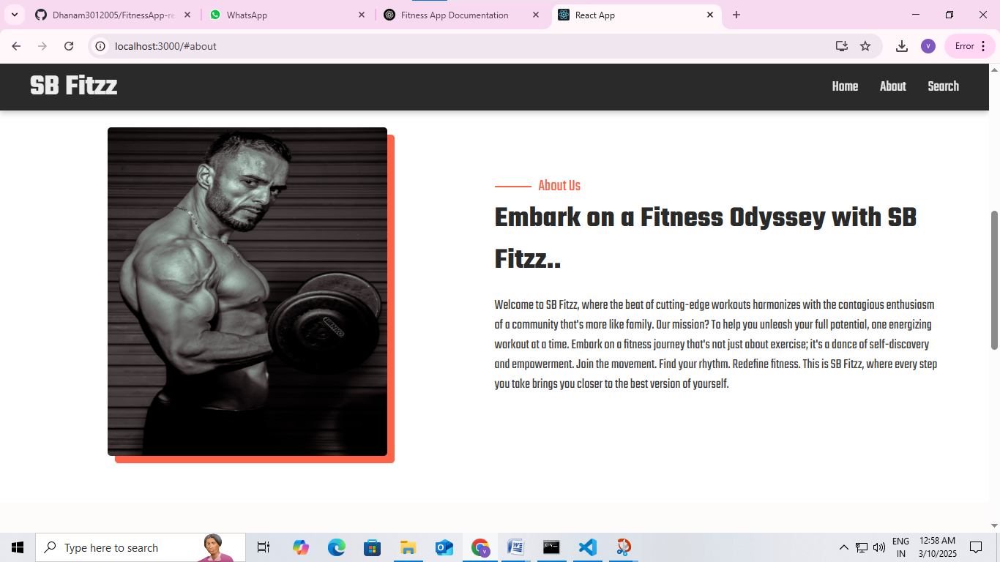 Dhanam3012005/FitnessApp-re
WhatsApp
Fitness App Documentation
React App
localhost:3000/#about
V
Error
SB Fitzz
Home
About
Search
About Us
Embark on a Fitness Odyssey with SB
Fitzz..
Welcome to SB Fitzz, where the beat of cutting-edge workouts harmonizes with the contagious enthusiasm
of a community that's more like family. Our mission? To help you unleash your full potential, one energizing
workout at a time. Embark on a fitness journey that's not just about exercise; it's a dance of self-discovery
and empowerment. Join the movement. Find your rhythm. Redefine fitness. This is SB Fitzz, where every step
you take brings you closer to the best version of yourself.
Type here to search
ENG
IN
12:58 AM
3/10/2025